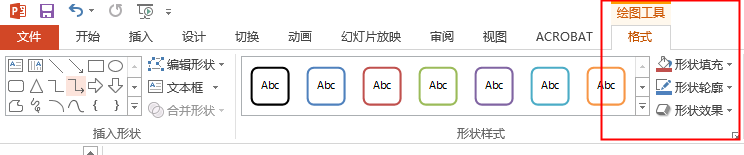 绘图工具
文件 开始 插入 设计 切换 动画 幻灯片放映 审阅 视图 ACROBAT 格式
编辑形状 Abc Abc Abc Abc Abc Abc Abc 形状填充
文本框 形状轮廓
合并形状 形状效果
插入形状 形状样式